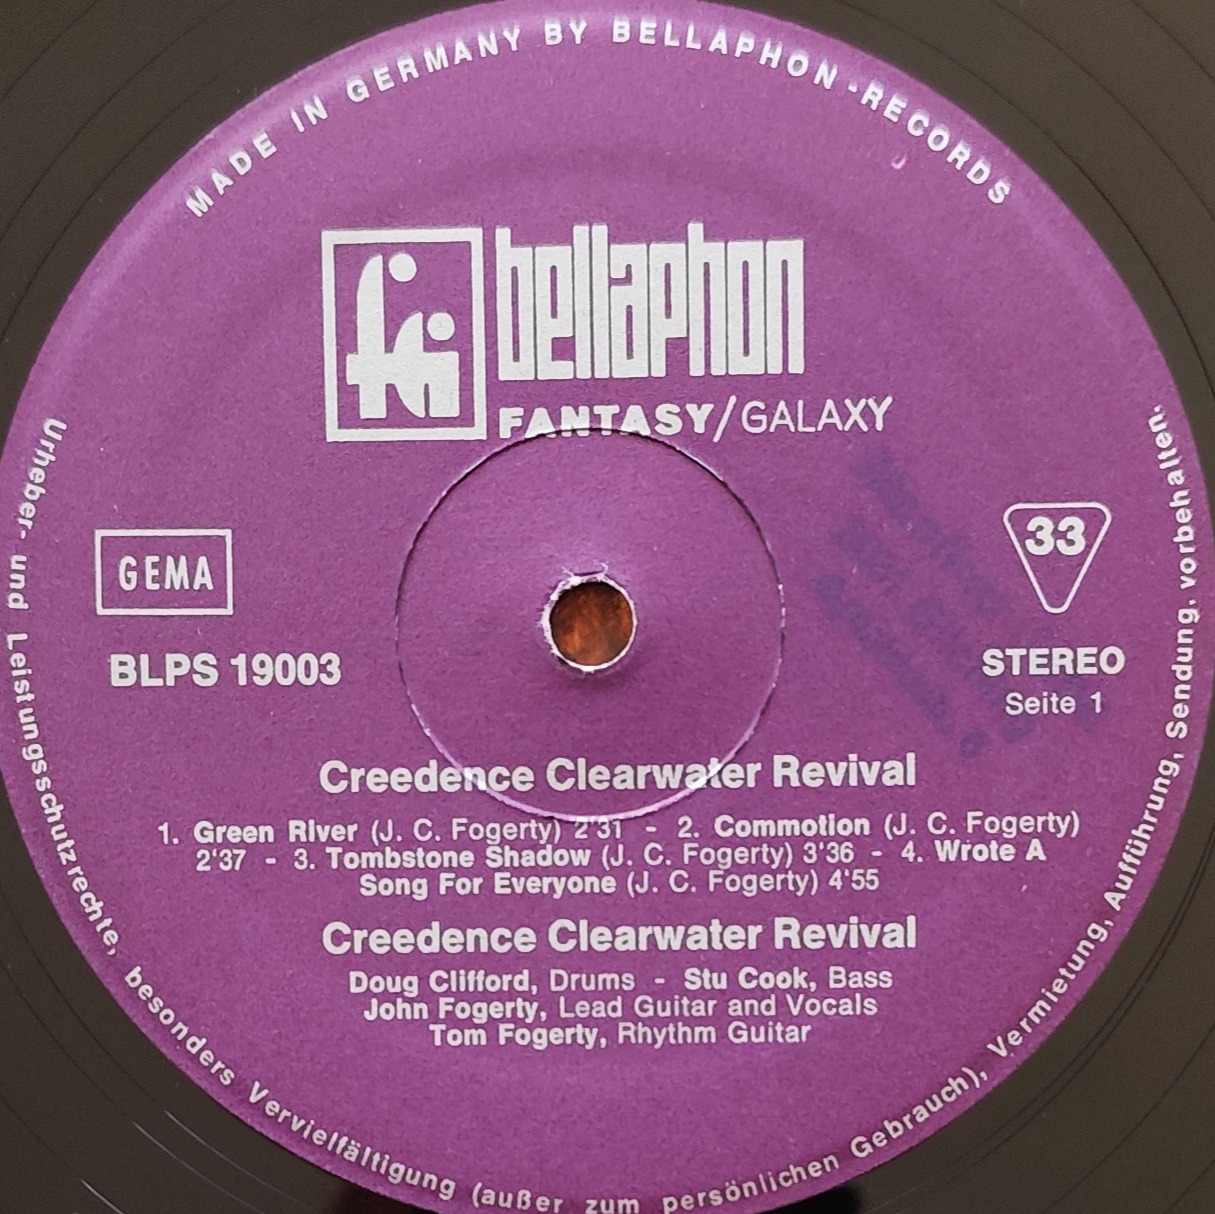 MADE IN GERMANY BY BELLAPHON-RECORDS
bellaphon
FANTASY/GALAXY
GEMA
33
BLPS 19003
STEREO
Seite 1
Creedence Clearwater Revival
1. Green River (J. C. Fogerty) 2'31 - 2. Commotion (J. C. Fogerty)
2'37 - 3. Tombstone Shadow (J. C. Fogerty) 3'36 - 4. Wrote A
Song For Everyone (J. C. Fogerty) 4'55
Creedence Clearwater Revival
Doug Clifford, Drums - Stu Cook, Bass
John Fogerty, Lead Guitar and Vocals
Tom Fogerty, Rhythm Guitar
Urheber- und Leistungsschutzrechte, besonders Vervielfältigung (außer zum persönlichen Gebrauch), Vermietung, Aufführung, Sendung, vorbehalten.